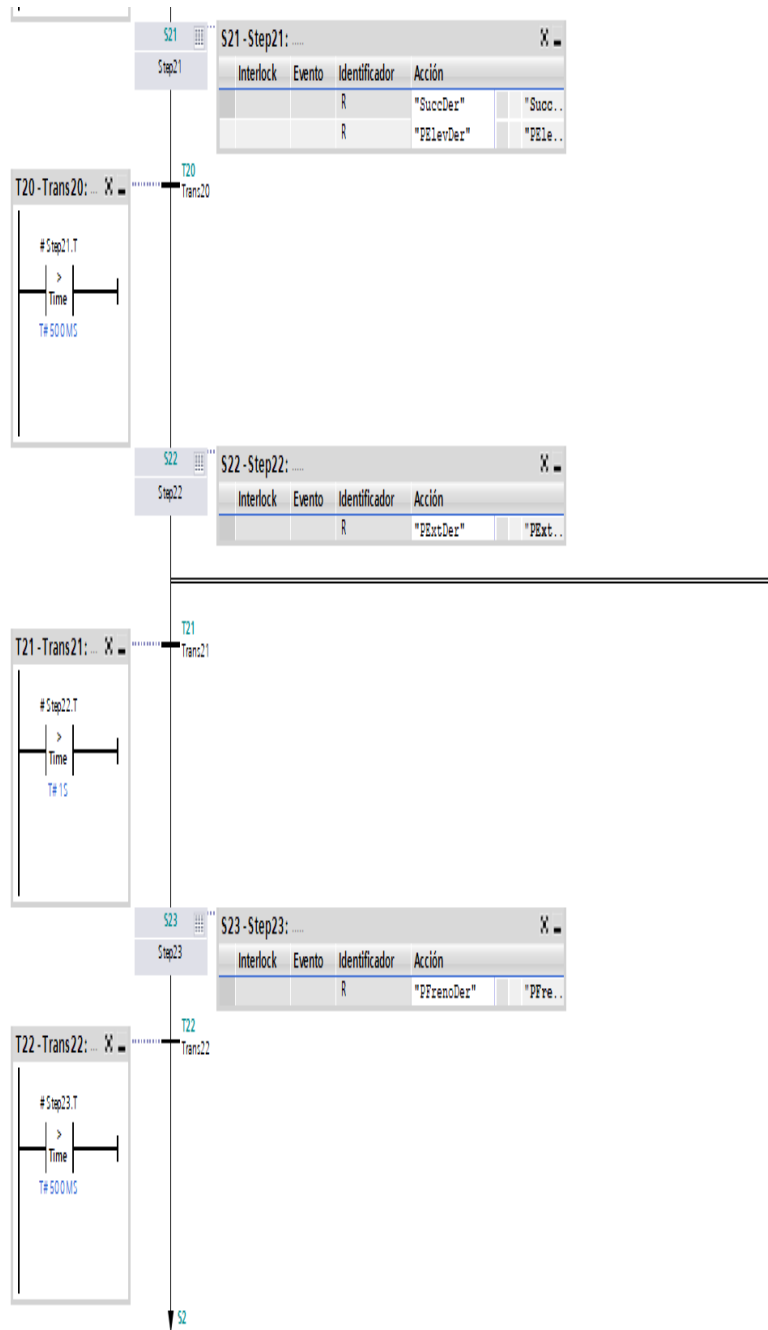 S21
Step21
S21 -Step21: .....
Interlock Evento Identificador Acción
R "SuccDer" "Succ..
R "PElevDer" "PEle..
T20
Trans20
T20 -Trans20: ...
#Step21.T
>
Time
T#500MS
S22
Step22
S22 -Step22: .....
Interlock Evento Identificador Acción
R "PExtDer" "PExt..
T21
Trans21
T21 -Trans21: ...
#Step22.T
>
Time
T#1S
S23
Step23
S23 -Step23: .....
Interlock Evento Identificador Acción
R "PFrenoDer" "PFre..
T22
Trans22
T22 -Trans22: ...
#Step23.T
>
Time
T#500MS
S2